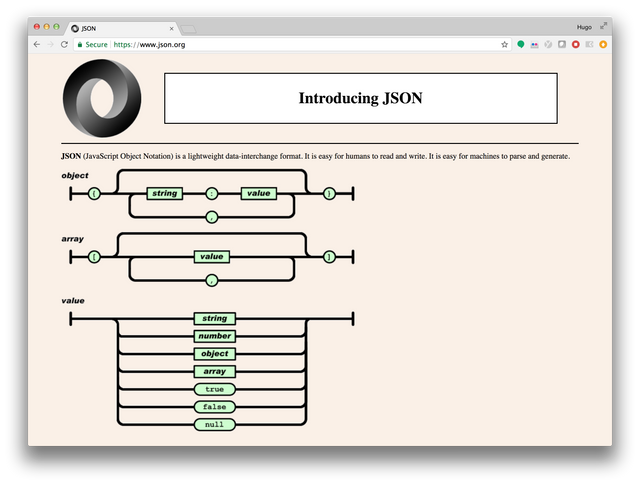 JSON
Hugo
Secure
https://www.json.org
Introducing JSON
JSON (JavaScript Object Notation) is a lightweight data-interchange format. It is easy for humans to read and write. It is easy for machines to parse and generate.
object
{ string : value }
,
array
[ value ]
,
value
string
number
object
array
true
false
null